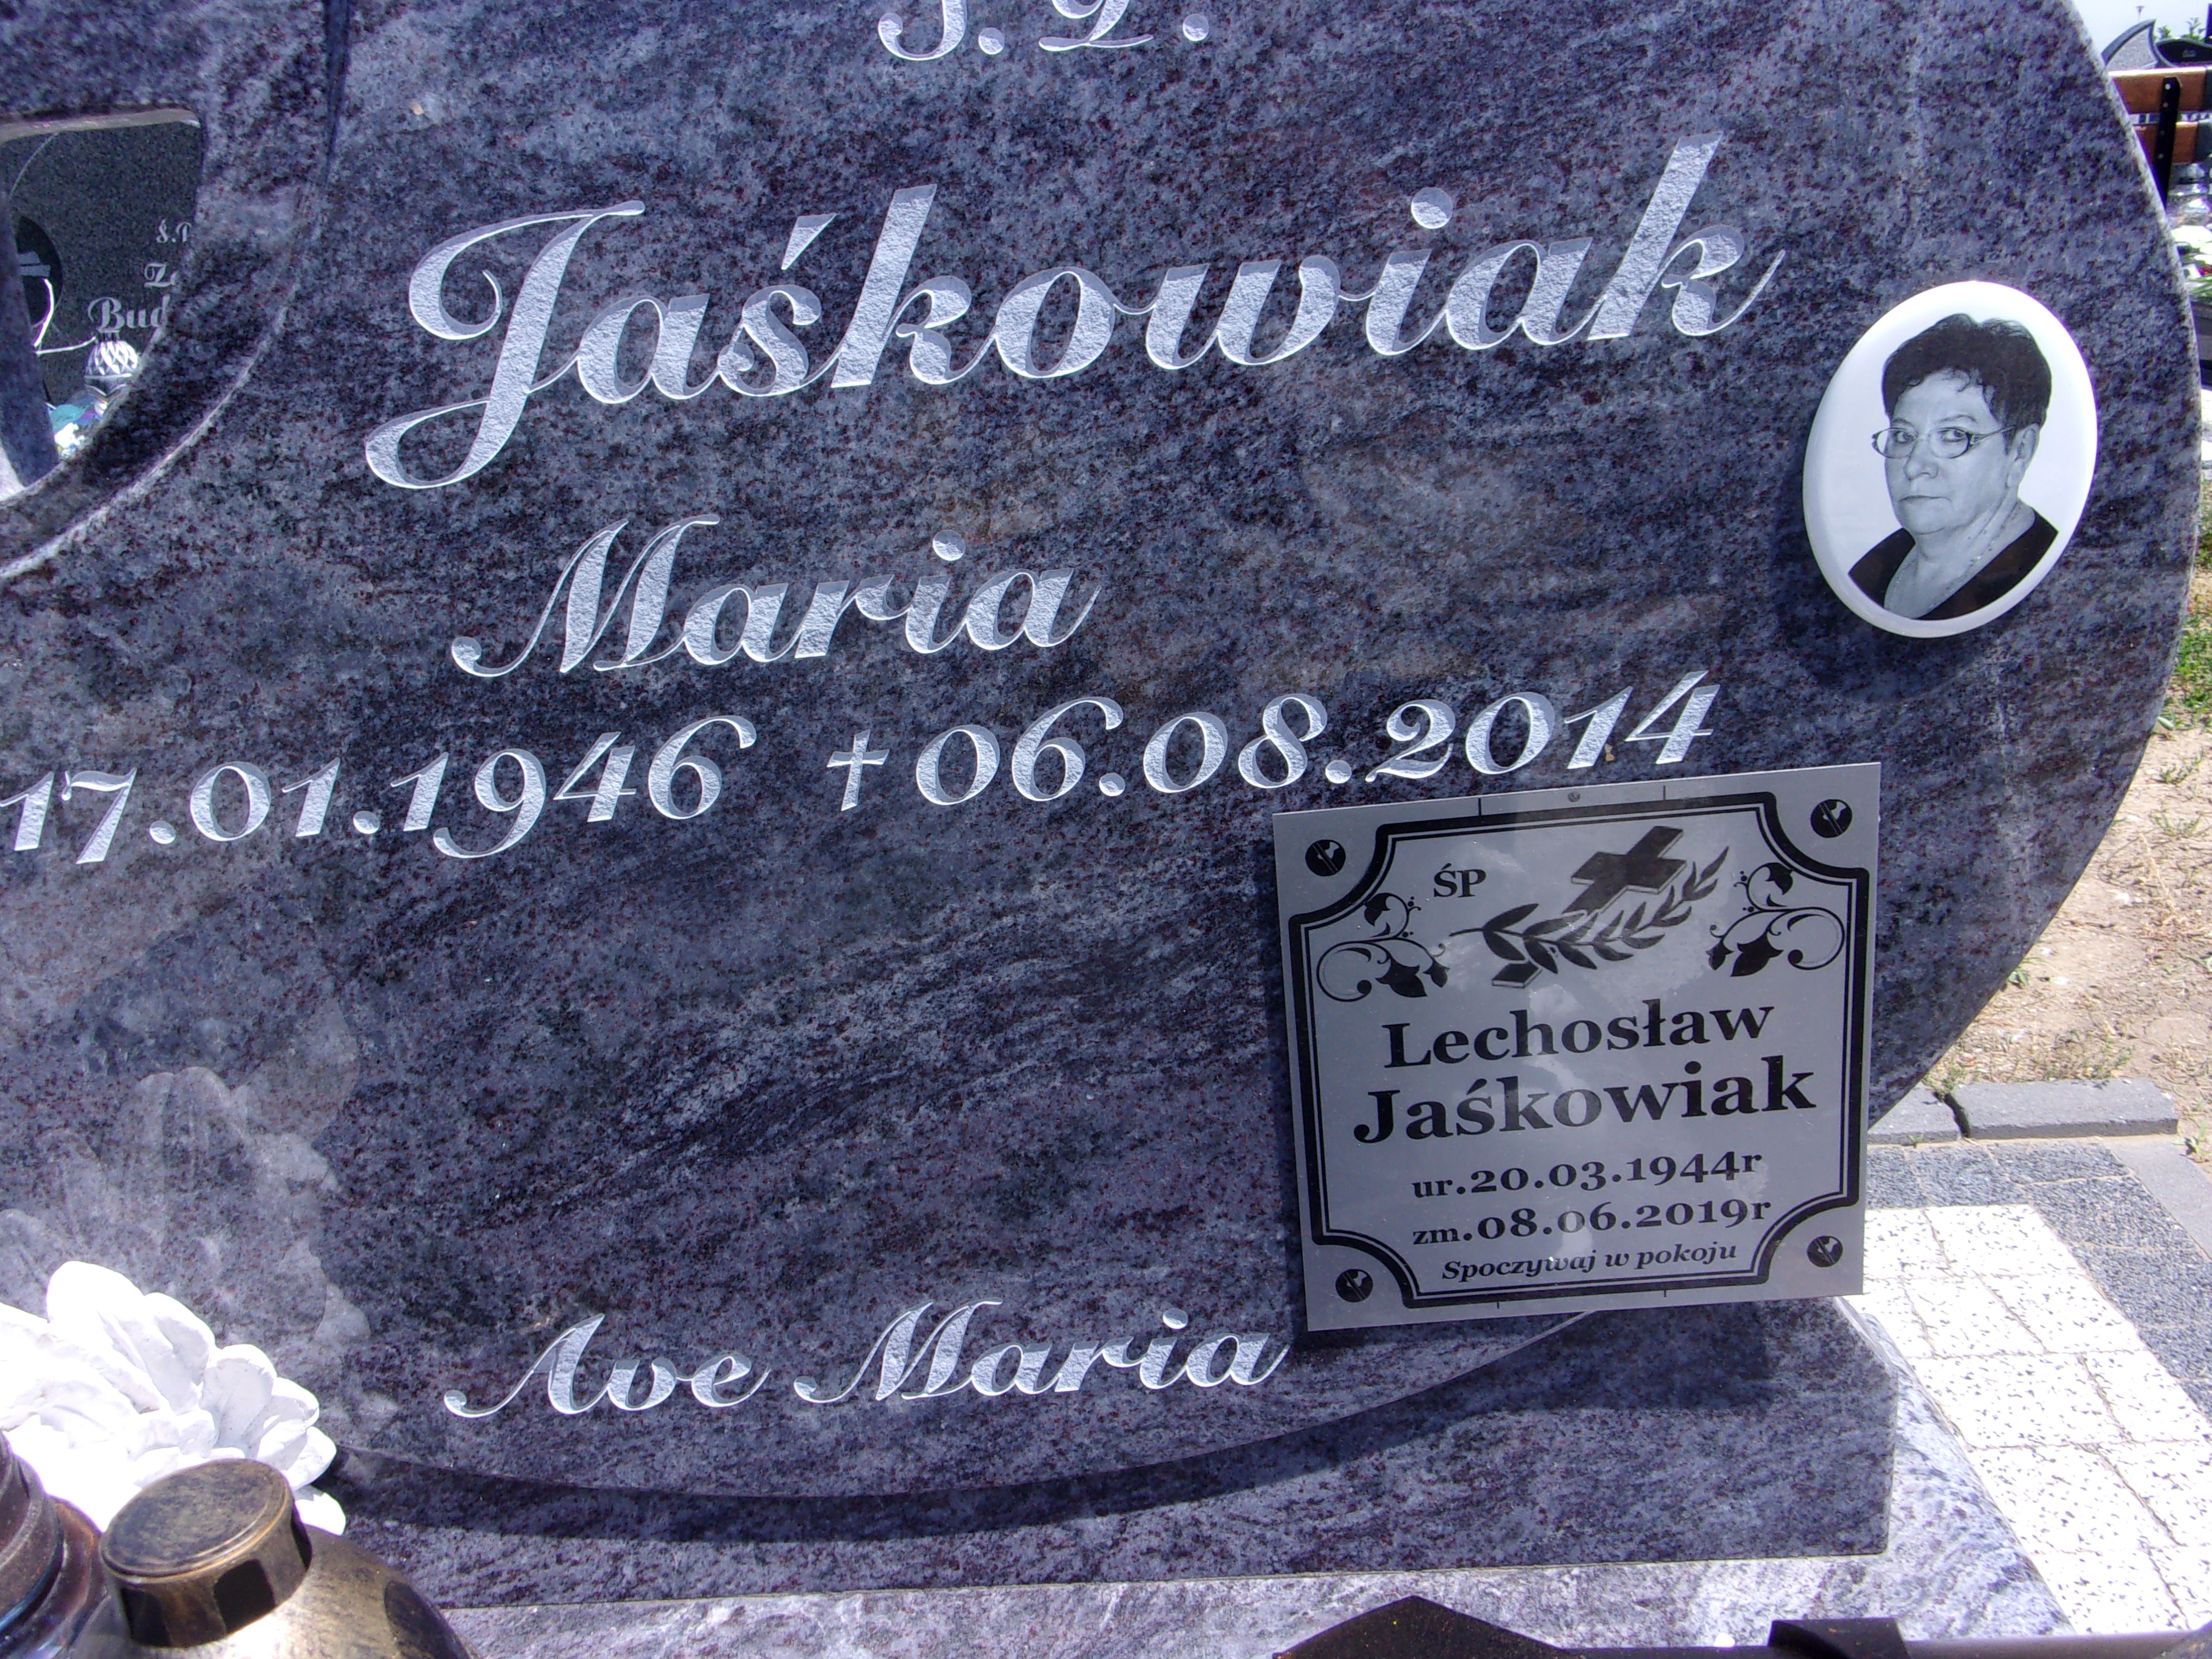 Ś.P.
Jaśkowiak
Maria
17.01.1946 †06.08.2014
ŚP
Lechosław
Jaśkowiak
ur.20.03.1944r
zm.08.06.2019r
Spoczywaj w pokoju
Ave Maria